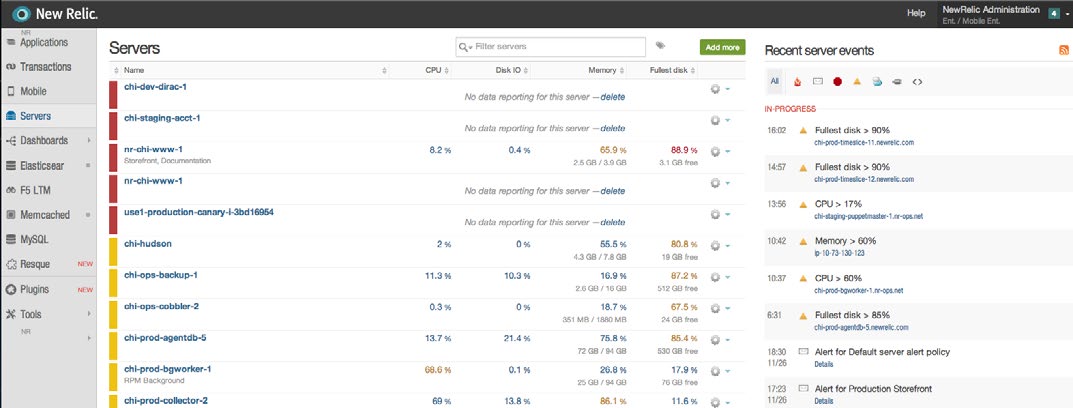 New Relic.
Help
NewRelic Administration
Ent. / Mobile Ent.
4
NR
Applications
Transactions
Mobile
Servers
Dashboards
Elasticsear
F5 LTM
Memcached
MySQL
Resque NEW
Plugins NEW
Tools
NR
Servers
Filter servers
Add more
Name CPU Disk IO Memory Fullest disk
chi-dev-dirac-1
No data reporting for this server — delete
chi-staging-acct-1
No data reporting for this server — delete
nr-chi-www-1 8.2 % 0.4 % 65.9 % 88.9 %
Storefront, Documentation 2.5 GB / 3.9 GB 3.1 GB free
nr-chi-www-1
No data reporting for this server — delete
use1-production-canary-i-3bd16954
No data reporting for this server — delete
chi-hudson 2 % 0 % 55.5 % 80.8 %
4.3 GB / 7.8 GB 19 GB free
chi-ops-backup-1 11.3 % 10.3 % 16.9 % 87.2 %
2.6 GB / 16 GB 512 GB free
chi-ops-cobbler-2 0.3 % 0 % 18.7 % 67.5 %
351 MB / 1880 MB 24 GB free
chi-prod-agentdb-5 13.7 % 21.4 % 75.8 % 85.4 %
72 GB / 94 GB 530 GB free
chi-prod-bgworker-1 68.6 % 0.1 % 26.8 % 17.9 %
RPM Background 25 GB / 94 GB 76 GB free
chi-prod-collector-2 69 % 13.8 % 86.1 % 11.6 %
Recent server events
All
IN-PROGRESS
16:02 Fullest disk > 90%
chi-prod-timeslice-11.newrelic.com
14:57 Fullest disk > 90%
chi-prod-timeslice-12.newrelic.com
13:56 CPU > 17%
chi-staging-puppetmaster-1.nr-ops.net
10:42 Memory > 60%
ip-10-73-130-123
10:37 CPU > 60%
chi-prod-bgworker-1.nr-ops.net
6:31 Fullest disk > 85%
chi-prod-agentdb-5.newrelic.com
18:30 Alert for Default server alert policy
11/26 Details
17:23 Alert for Production Storefront
11/26 Details